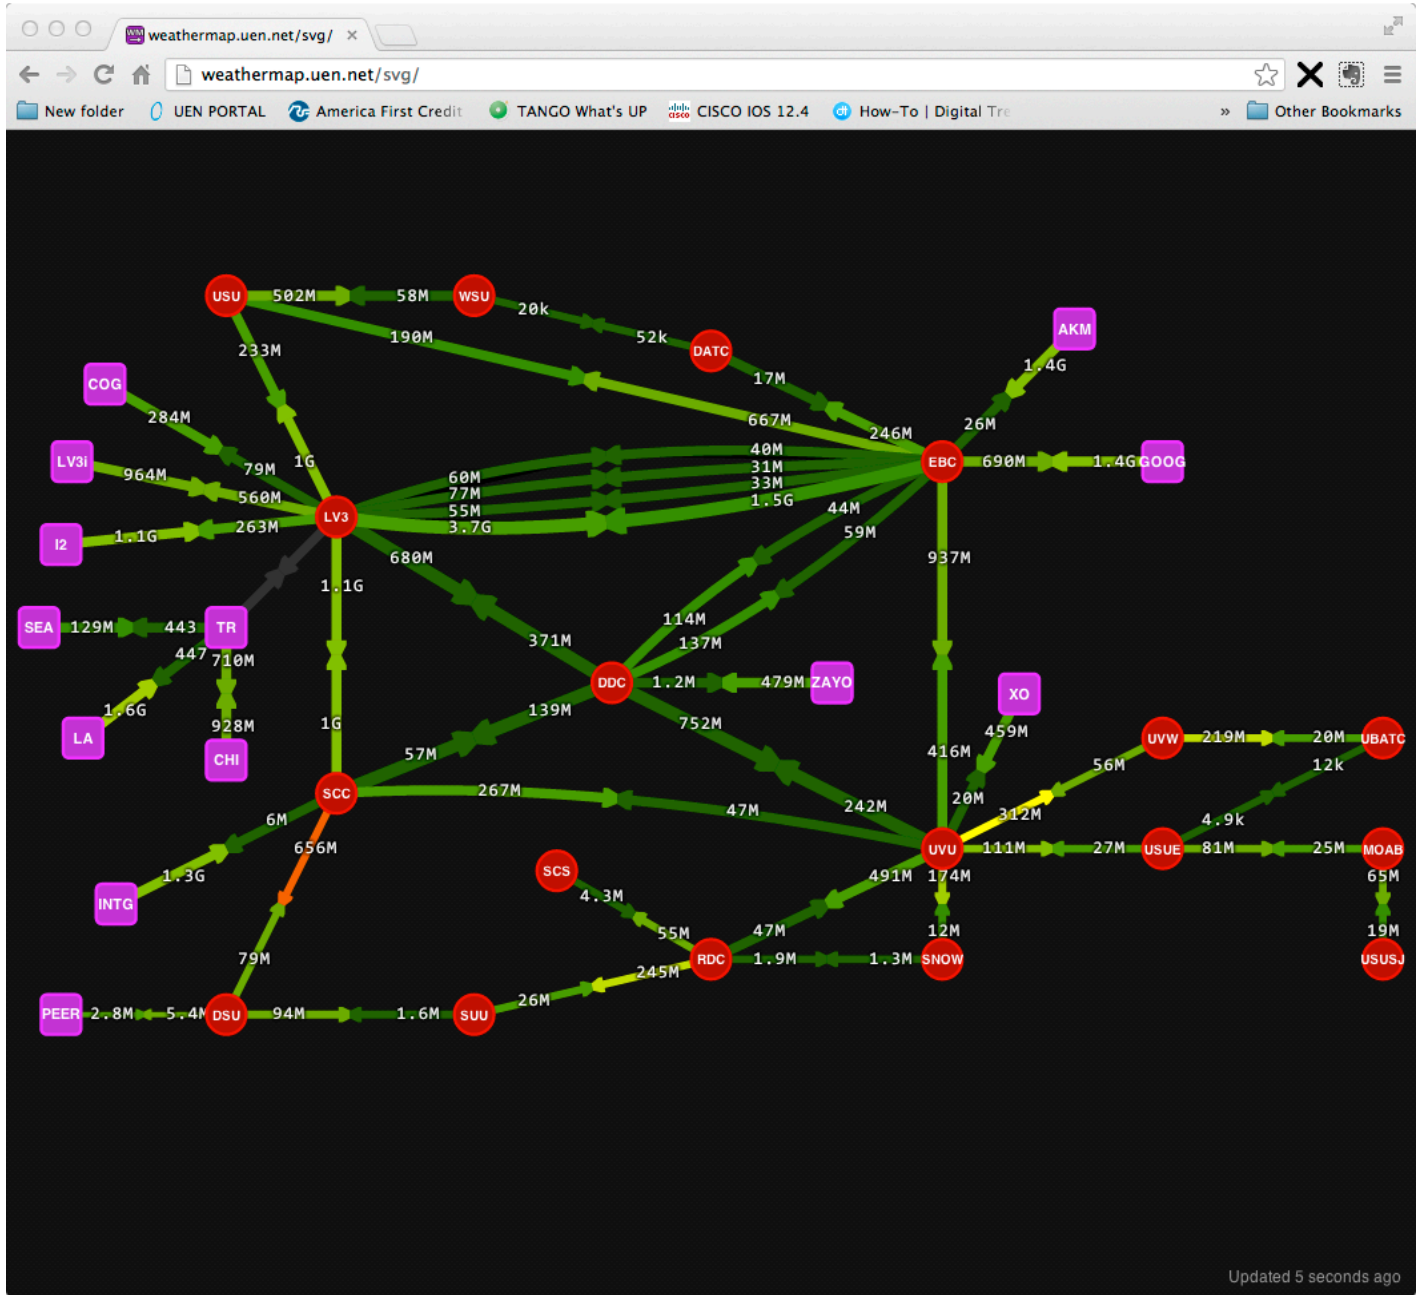 WM weathermap.uen.net/svg/
weathermap.uen.net/svg/
New folder UEN PORTAL America First Credit TANGO What's UP CISCO IOS 12.4 How-To | Digital Tre » Other Bookmarks
USU 502M 58M WSU
20k
52k
190M
233M
DATC
17M
AKM
1.4G
COG
284M
667M
246M
26M
LV3i
964M
79M
1G
560M
EBC 690M 1.4G GOOG
60M 40M
77M 31M
55M 33M
3.7G 1.5G
LV3
I2 1.1G 263M
44M
59M
680M
937M
1.1G
SEA 129M 443 TR
447
710M
114M
137M
371M
DDC 1.2M 479M ZAYO
XO
459M
LA
1.6G
928M
CHI
1G
139M
57M
752M
416M
UVW 219M 20M UBATC
56M
12k
SCC
267M
47M
242M
20M
312M
4.9k
6M
656M
UVU 111M 27M USUE 81M 25M MOAB
INTG
1.3G
SCS
4.3M
491M
174M
65M
55M
47M
12M
19M
79M
RDC 1.9M 1.3M SNOW
USUSJ
245M
26M
PEER 2.8M 5.4M DSU 94M 1.6M SUU
Updated 5 seconds ago